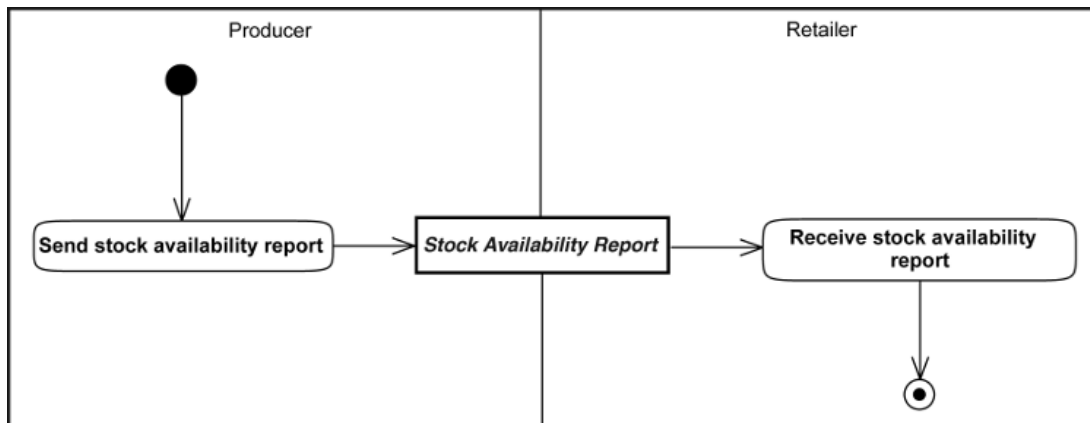 Producer
Retailer
Send stock availability report
Stock Availability Report
Receive stock availability
report